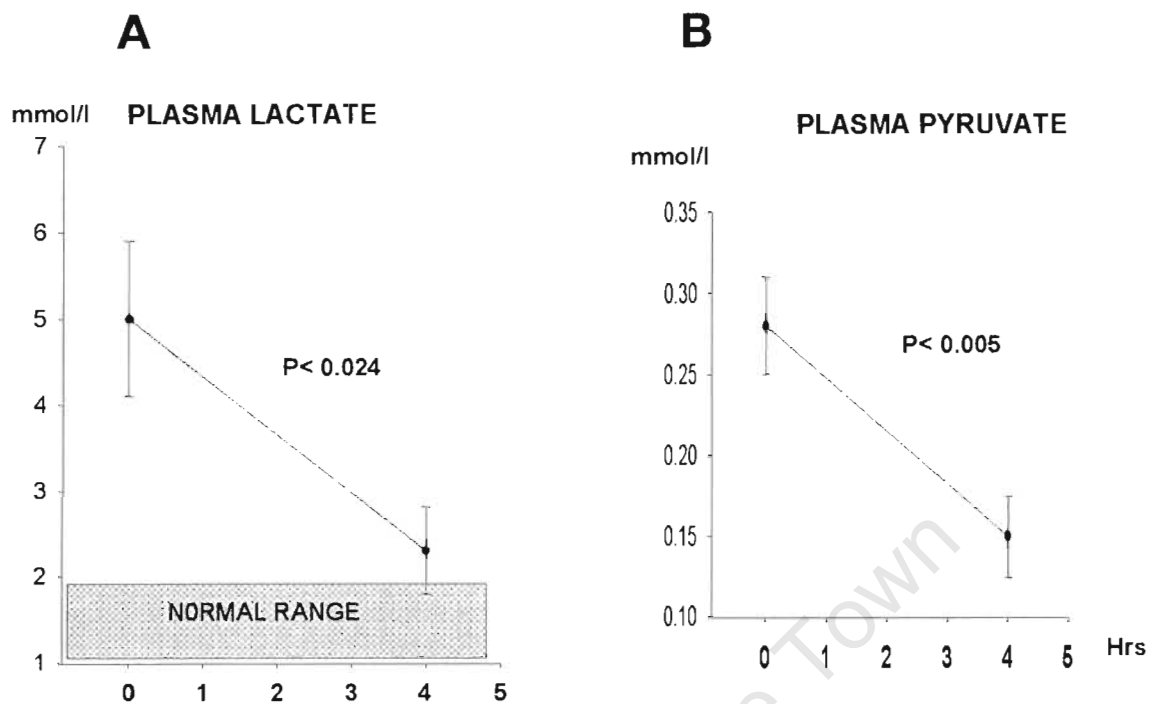 A
mmol/l PLASMA LACTATE
7
6
5
4
3
2
1
P< 0.024
NORMAL RANGE
0 1 2 3 4 5
B
PLASMA PYRUVATE
mmol/l
0.35
0.30
0.25
0.20
0.15
0.10
P< 0.005
0 1 2 3 4 5 Hrs
Town